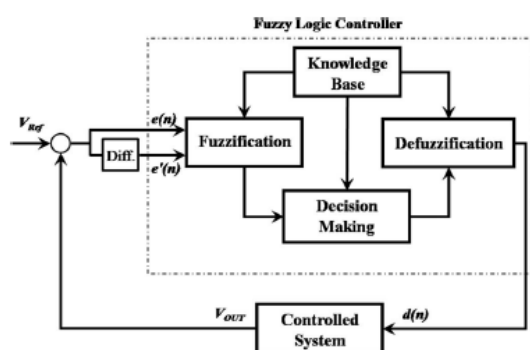 Fuzzy Logic Controller
Knowledge
Base
V_Ref
e(n)
Fuzzification
Defuzzification
Diff.
e'(n)
Decision
Making
V_OUT
Controlled
System
d(n)